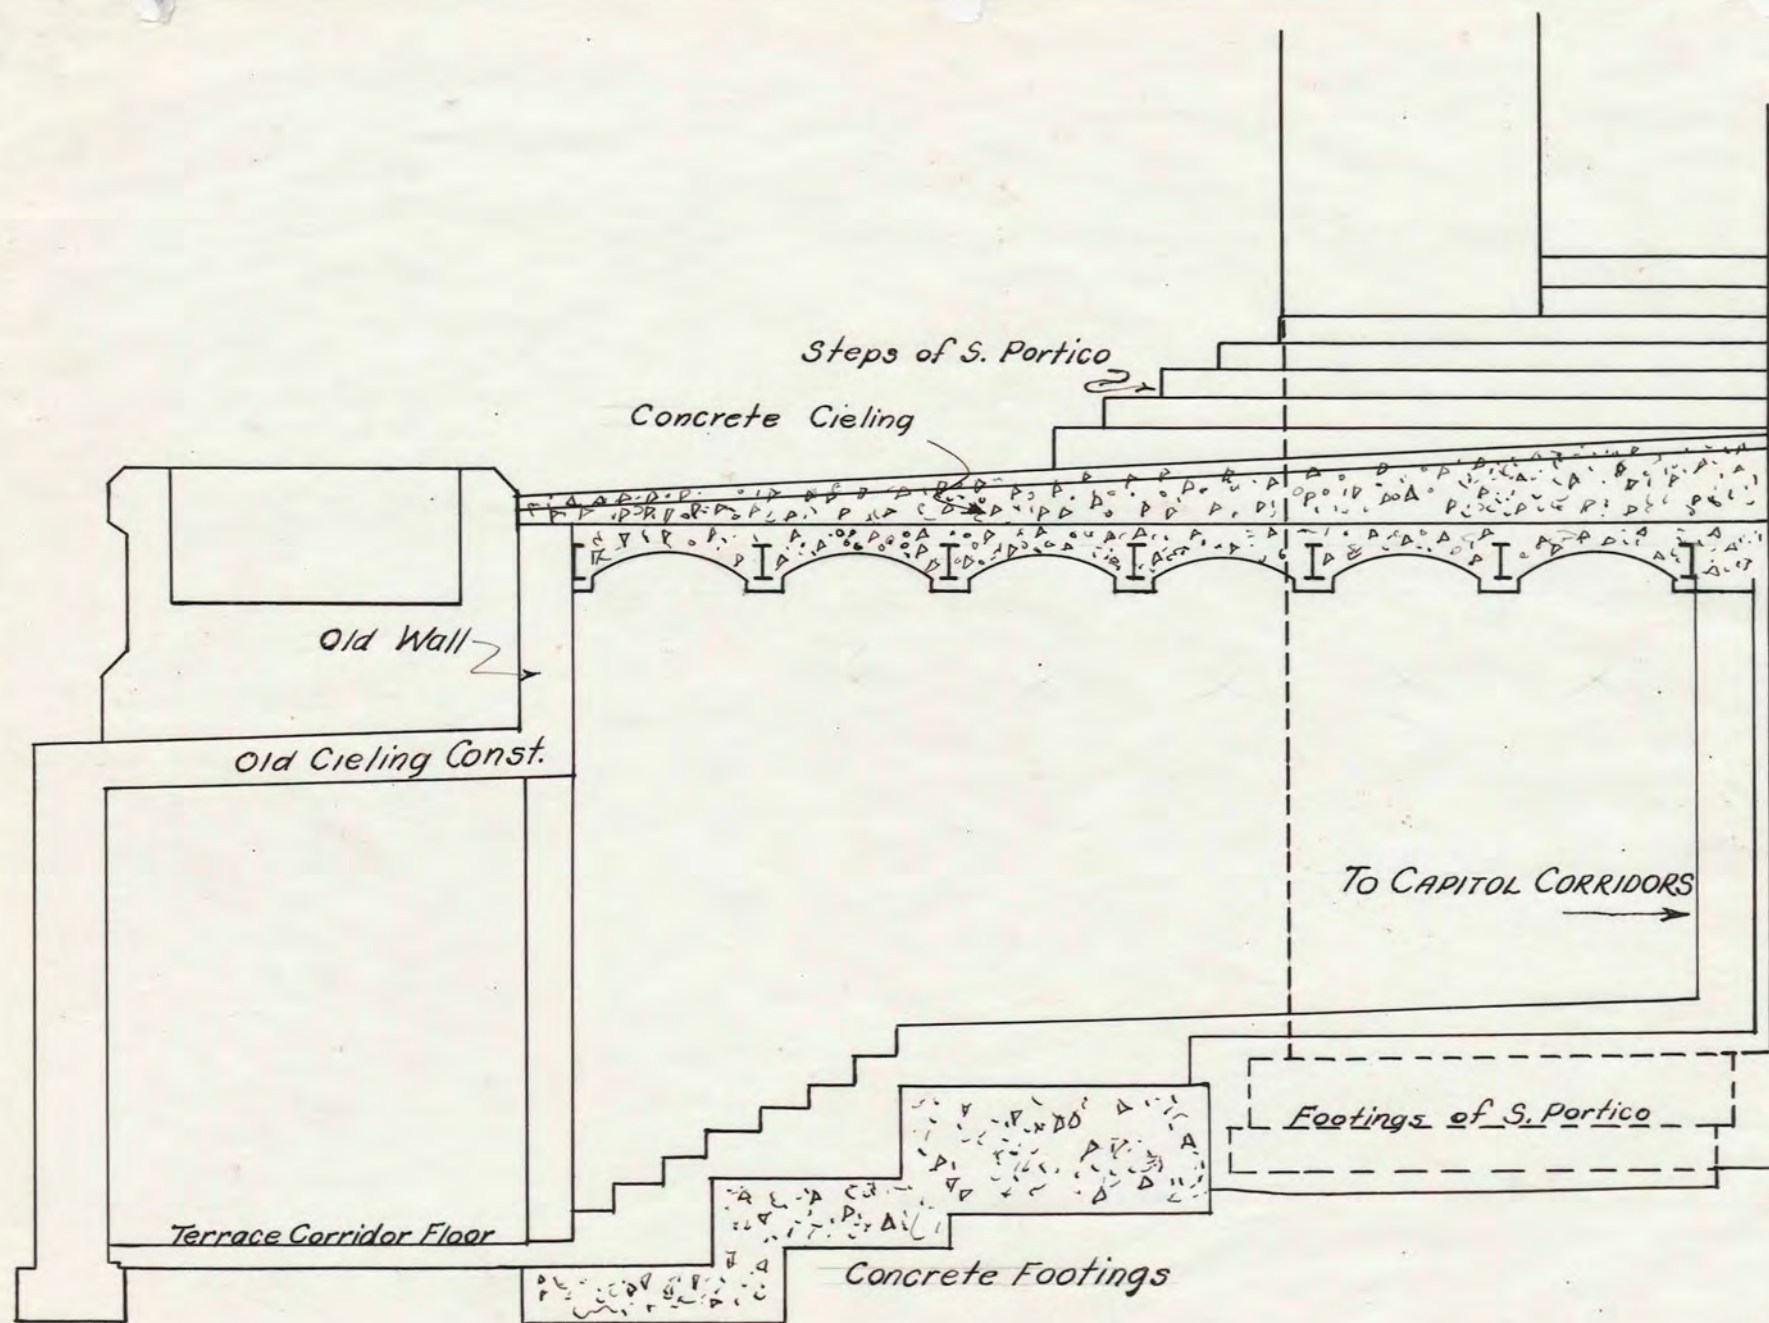 Steps of S. Portico
Concrete Cieling
Old Wall
Old Cieling Const.
To CAPITOL CORRIDORS
Footings of S. Portico
Terrace Corridor Floor
Concrete Footings